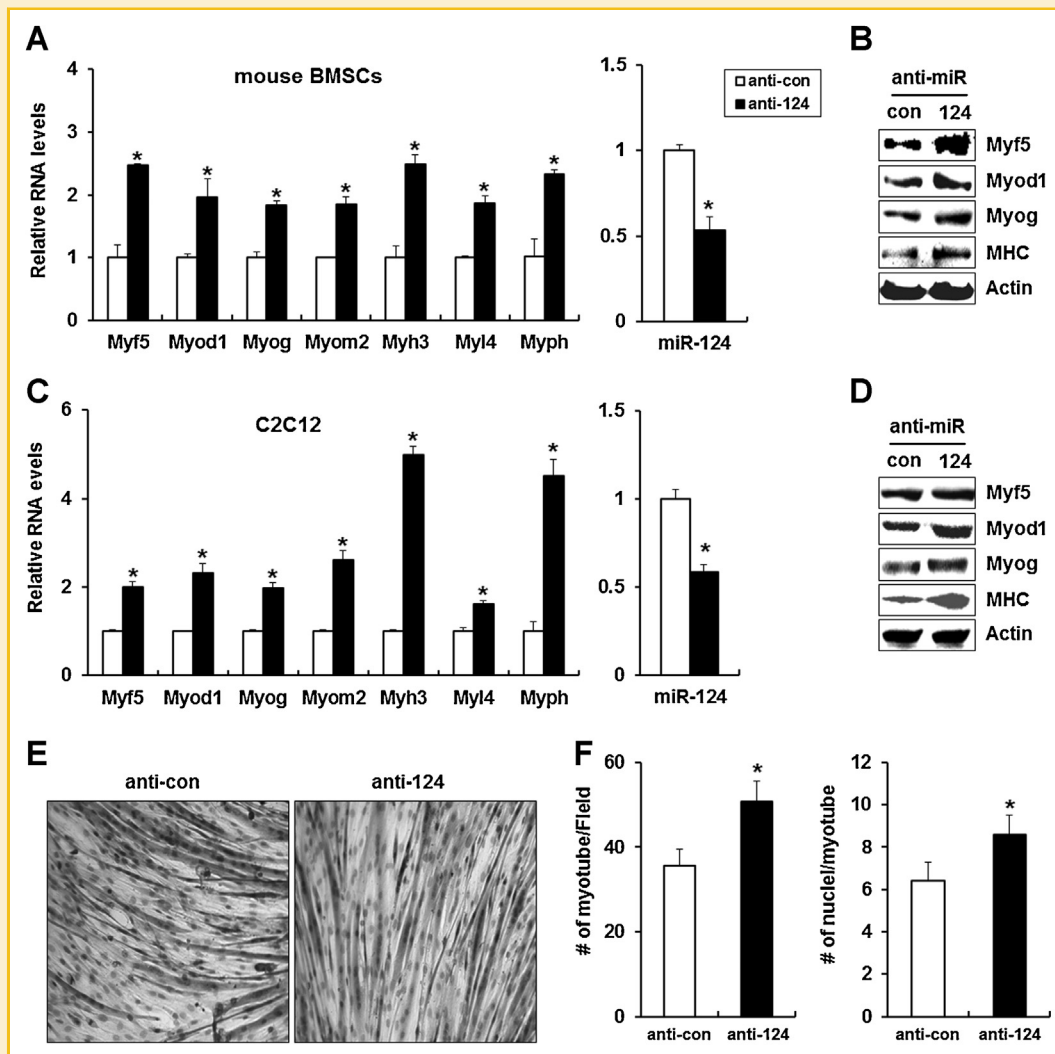 A
mouse BMSCs
Relative RNA levels
4
3
2
1
0
Myf5 Myod1 Myog Myom2 Myh3 Myl4 Myph
* * * * * * *
1.5
1
0.5
0
anti-con
anti-124
*
miR-124
B
anti-miR
con 124
Myf5
Myod1
Myog
MHC
Actin
C
C2C12
Relative RNA evels
6
4
2
0
* * * * * * *
Myf5 Myod1 Myog Myom2 Myh3 Myl4 Myph
1.5
1
0.5
0
*
miR-124
D
anti-miR
con 124
Myf5
Myod1
Myog
MHC
Actin
E
anti-con anti-124
F
# of myotube/Field
60
40
20
0
*
anti-con anti-124
# of nuclei/myotube
12
10
8
6
4
2
0
*
anti-con anti-124